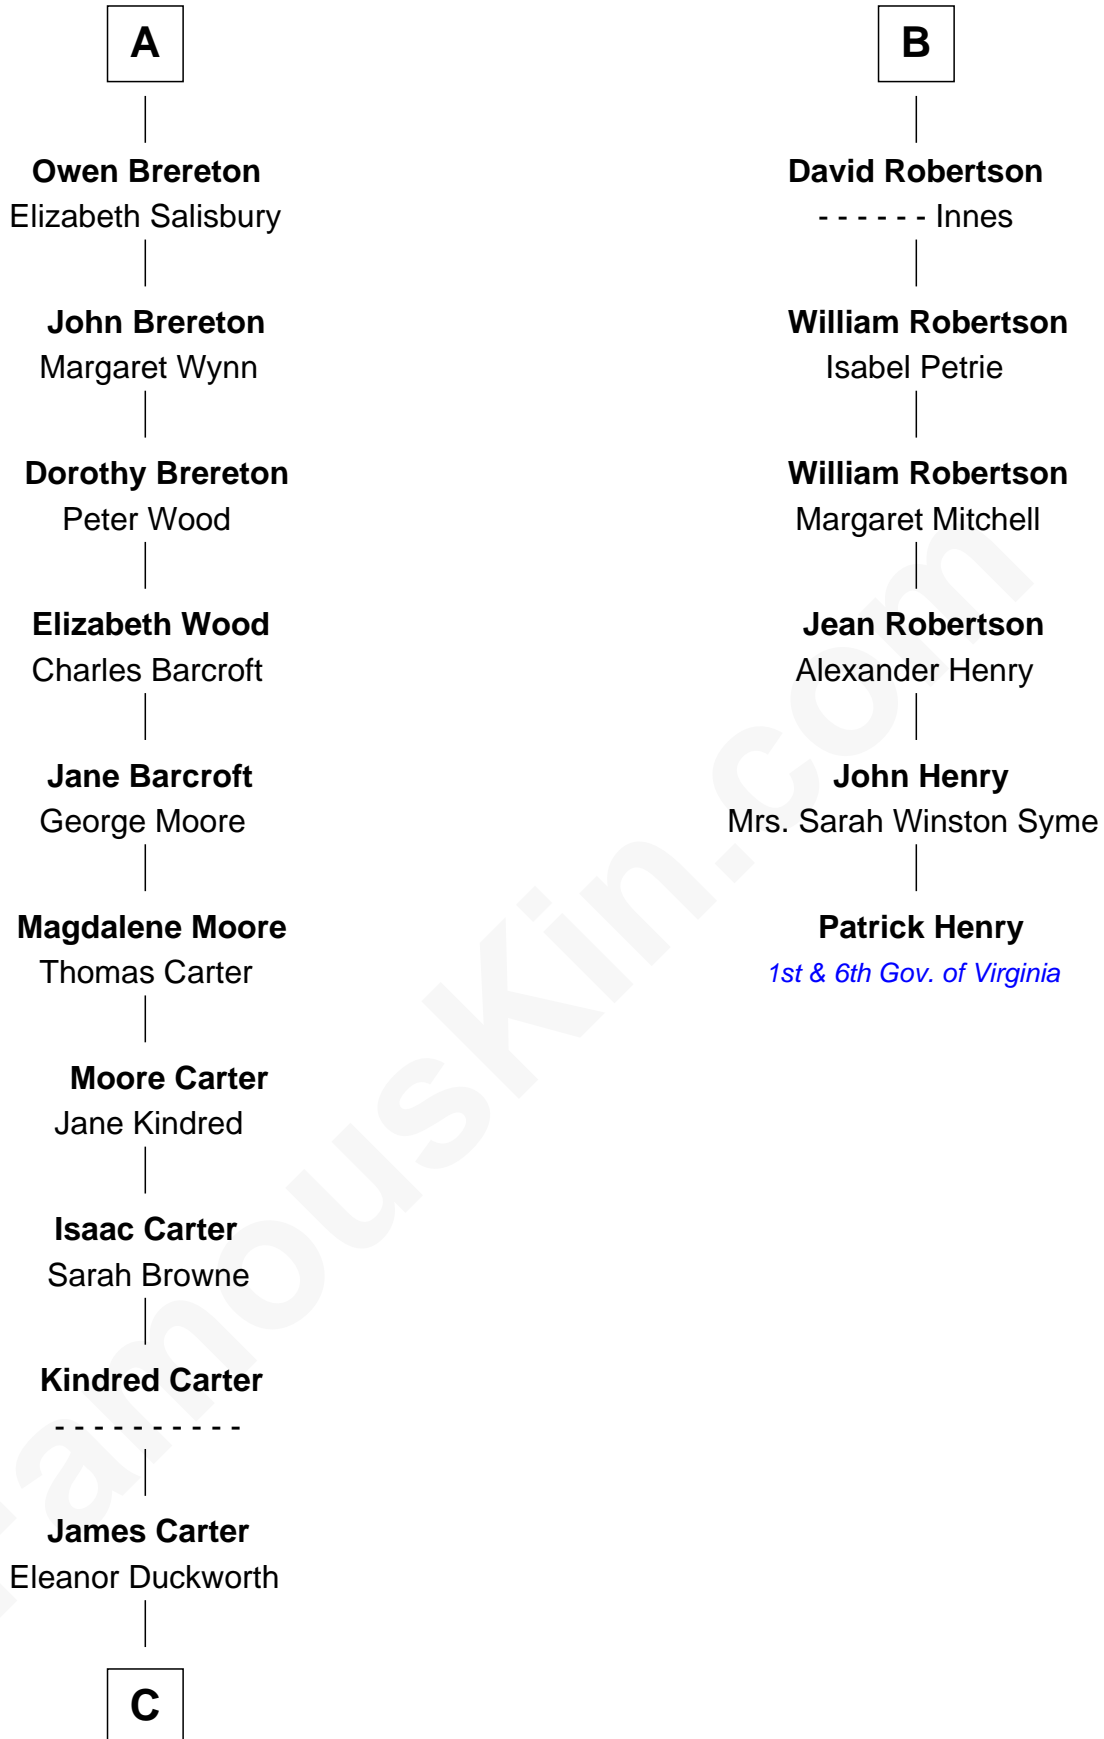 A
Owen Brereton
Elizabeth Salisbury
John Brereton
Margaret Wynn
Dorothy Brereton
Peter Wood
Elizabeth Wood
Charles Barcroft
Jane Barcroft
George Moore
Magdalene Moore
Thomas Carter
Moore Carter
Jane Kindred
Isaac Carter
Sarah Browne
Kindred Carter
- - - - - - - - - -
James Carter
Eleanor Duckworth
C
B
David Robertson
- - - - - - Innes
William Robertson
Isabel Petrie
William Robertson
Margaret Mitchell
Jean Robertson
Alexander Henry
John Henry
Mrs. Sarah Winston Syme
Patrick Henry
1st & 6th Gov. of Virginia
FamousKin.com